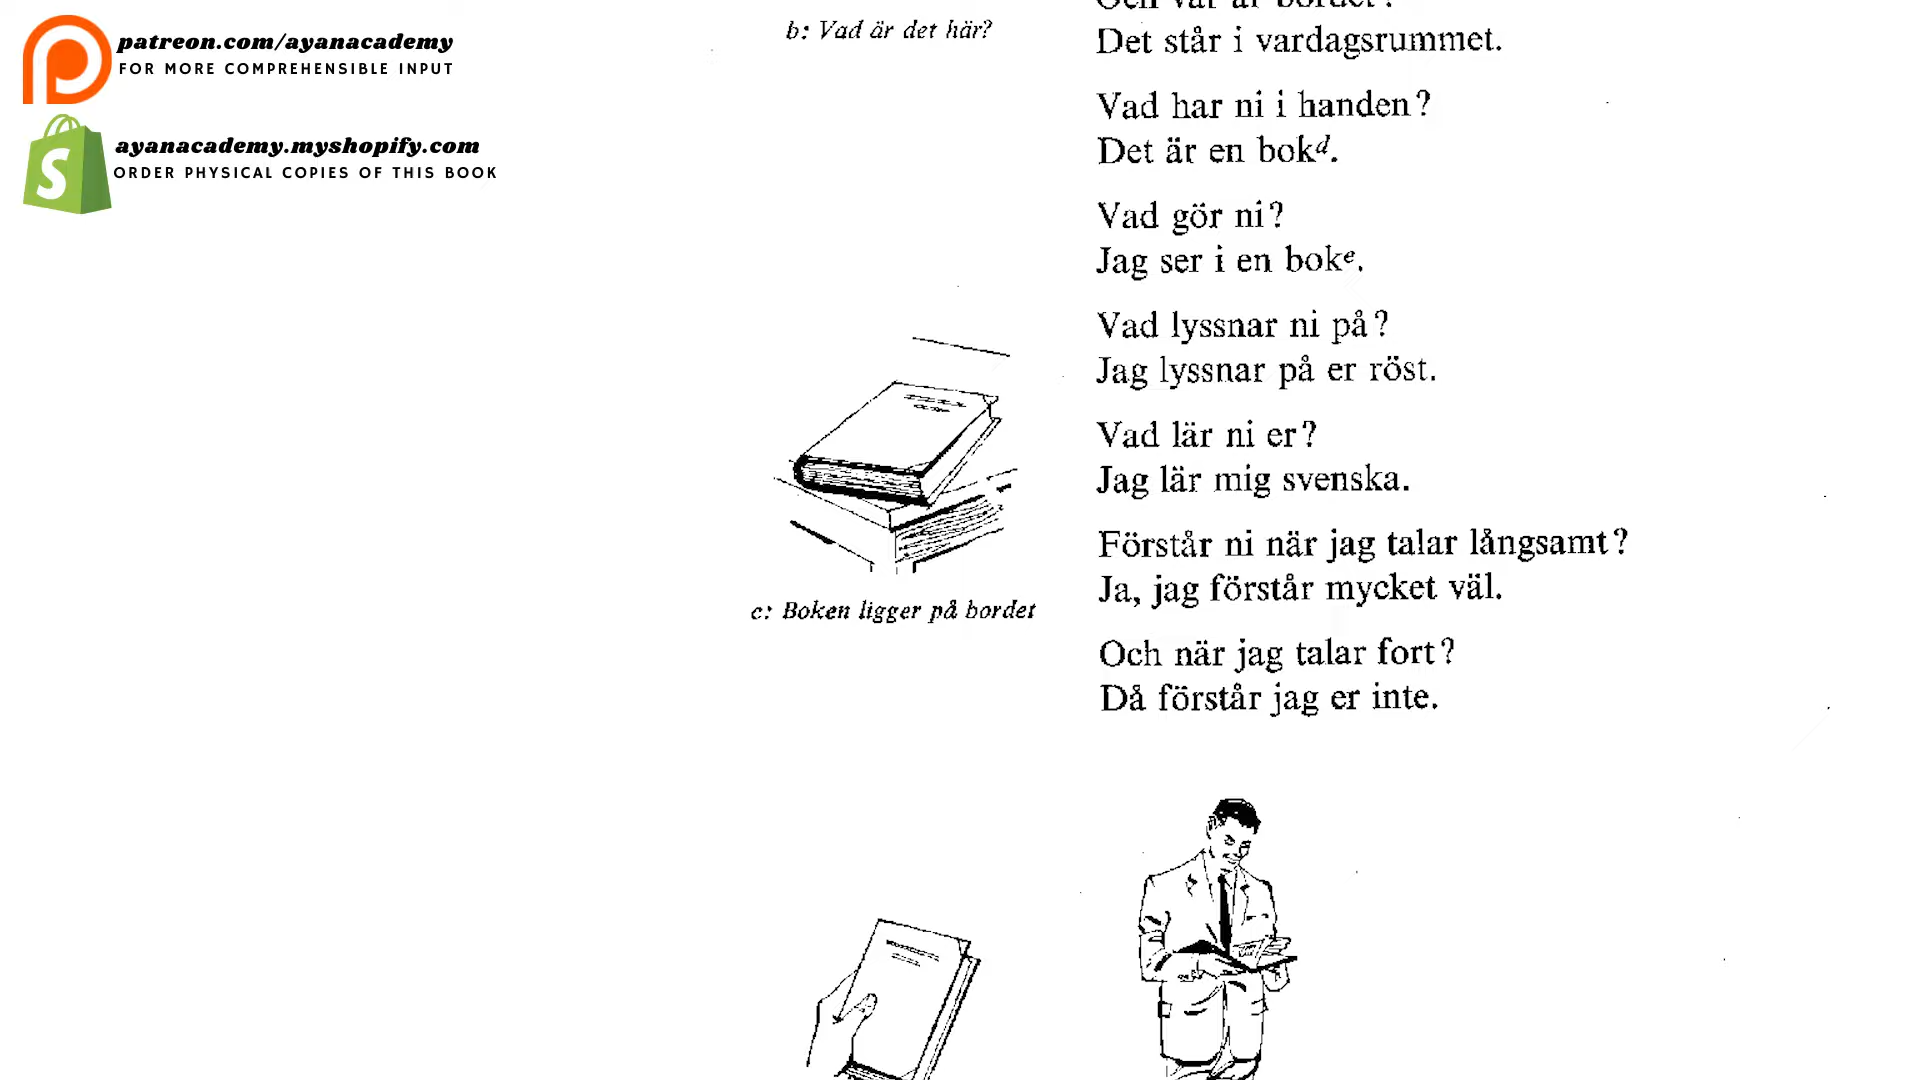 patreon.com/ayanacademy
FOR MORE COMPREHENSIBLE INPUT
ayanacademy.myshopify.com
ORDER PHYSICAL COPIES OF THIS BOOK
b: Vad är det här?
c: Boken ligger på bordet
Och var är bordet?
Det står i vardagsrummet.
Vad har ni i handen?
Det är en bokd.
Vad gör ni?
Jag ser i en boke.
Vad lyssnar ni på?
Jag lyssnar på er röst.
Vad lär ni er?
Jag lär mig svenska.
Förstår ni när jag talar långsamt?
Ja, jag förstår mycket väl.
Och när jag talar fort?
Då förstår jag er inte.